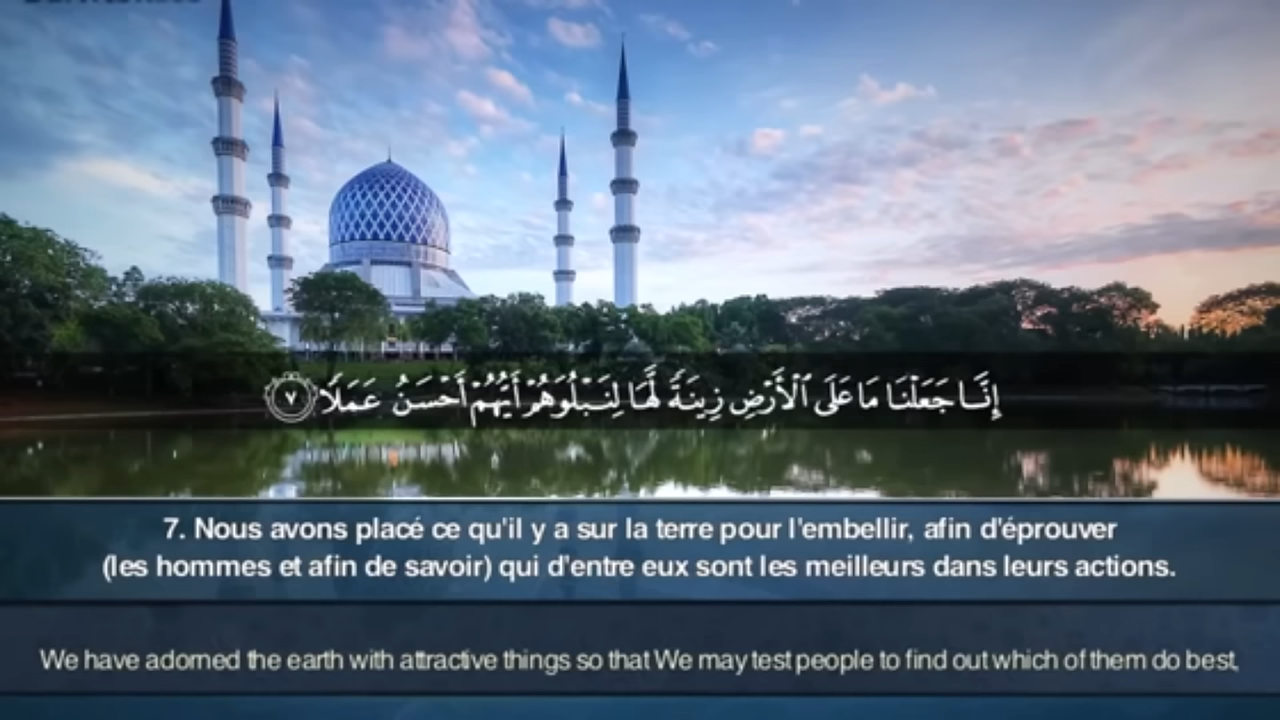 إِنَّا جَعَلْنَا مَا عَلَى ٱلْأَرْضِ زِينَةً لَّهَا لِنَبْلُوَهُمْ أَيُّهُمْ أَحْسَنُ عَمَلًا ٧
7. Nous avons placé ce qu'il y a sur la terre pour l'embellir, afin d'éprouver
(les hommes et afin de savoir) qui d'entre eux sont les meilleurs dans leurs actions.
We have adorned the earth with attractive things so that We may test people to find out which of them do best,